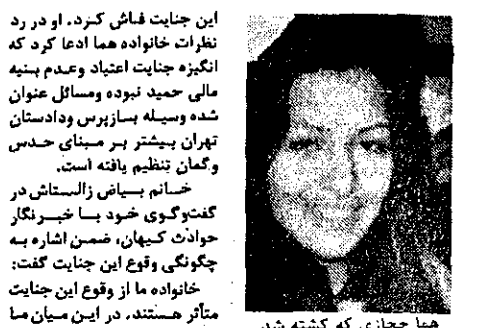 این جنایت فاش کرد. او در رد
نظرات خانواده هما ادعا کرد که
انگیزه جنایت اعتیاد وعدم بنیه
مالی حمید نبوده ومسائل عنوان
شده وسیله بازپرس ودادستان
تهران بیشتر بر مبنای حدس
وگمان تنظیم یافته است.
خانم بیاض زالستاش در
گفت‌وگوی خود با خبرنگار
حوادث کیهان، ضمن اشاره به
چگونگی وقوع این جنایت گفت:
خانواده ما از وقوع این جنایت
متأثر هستند. در این میان ما
هما حجازی که کشته شد.